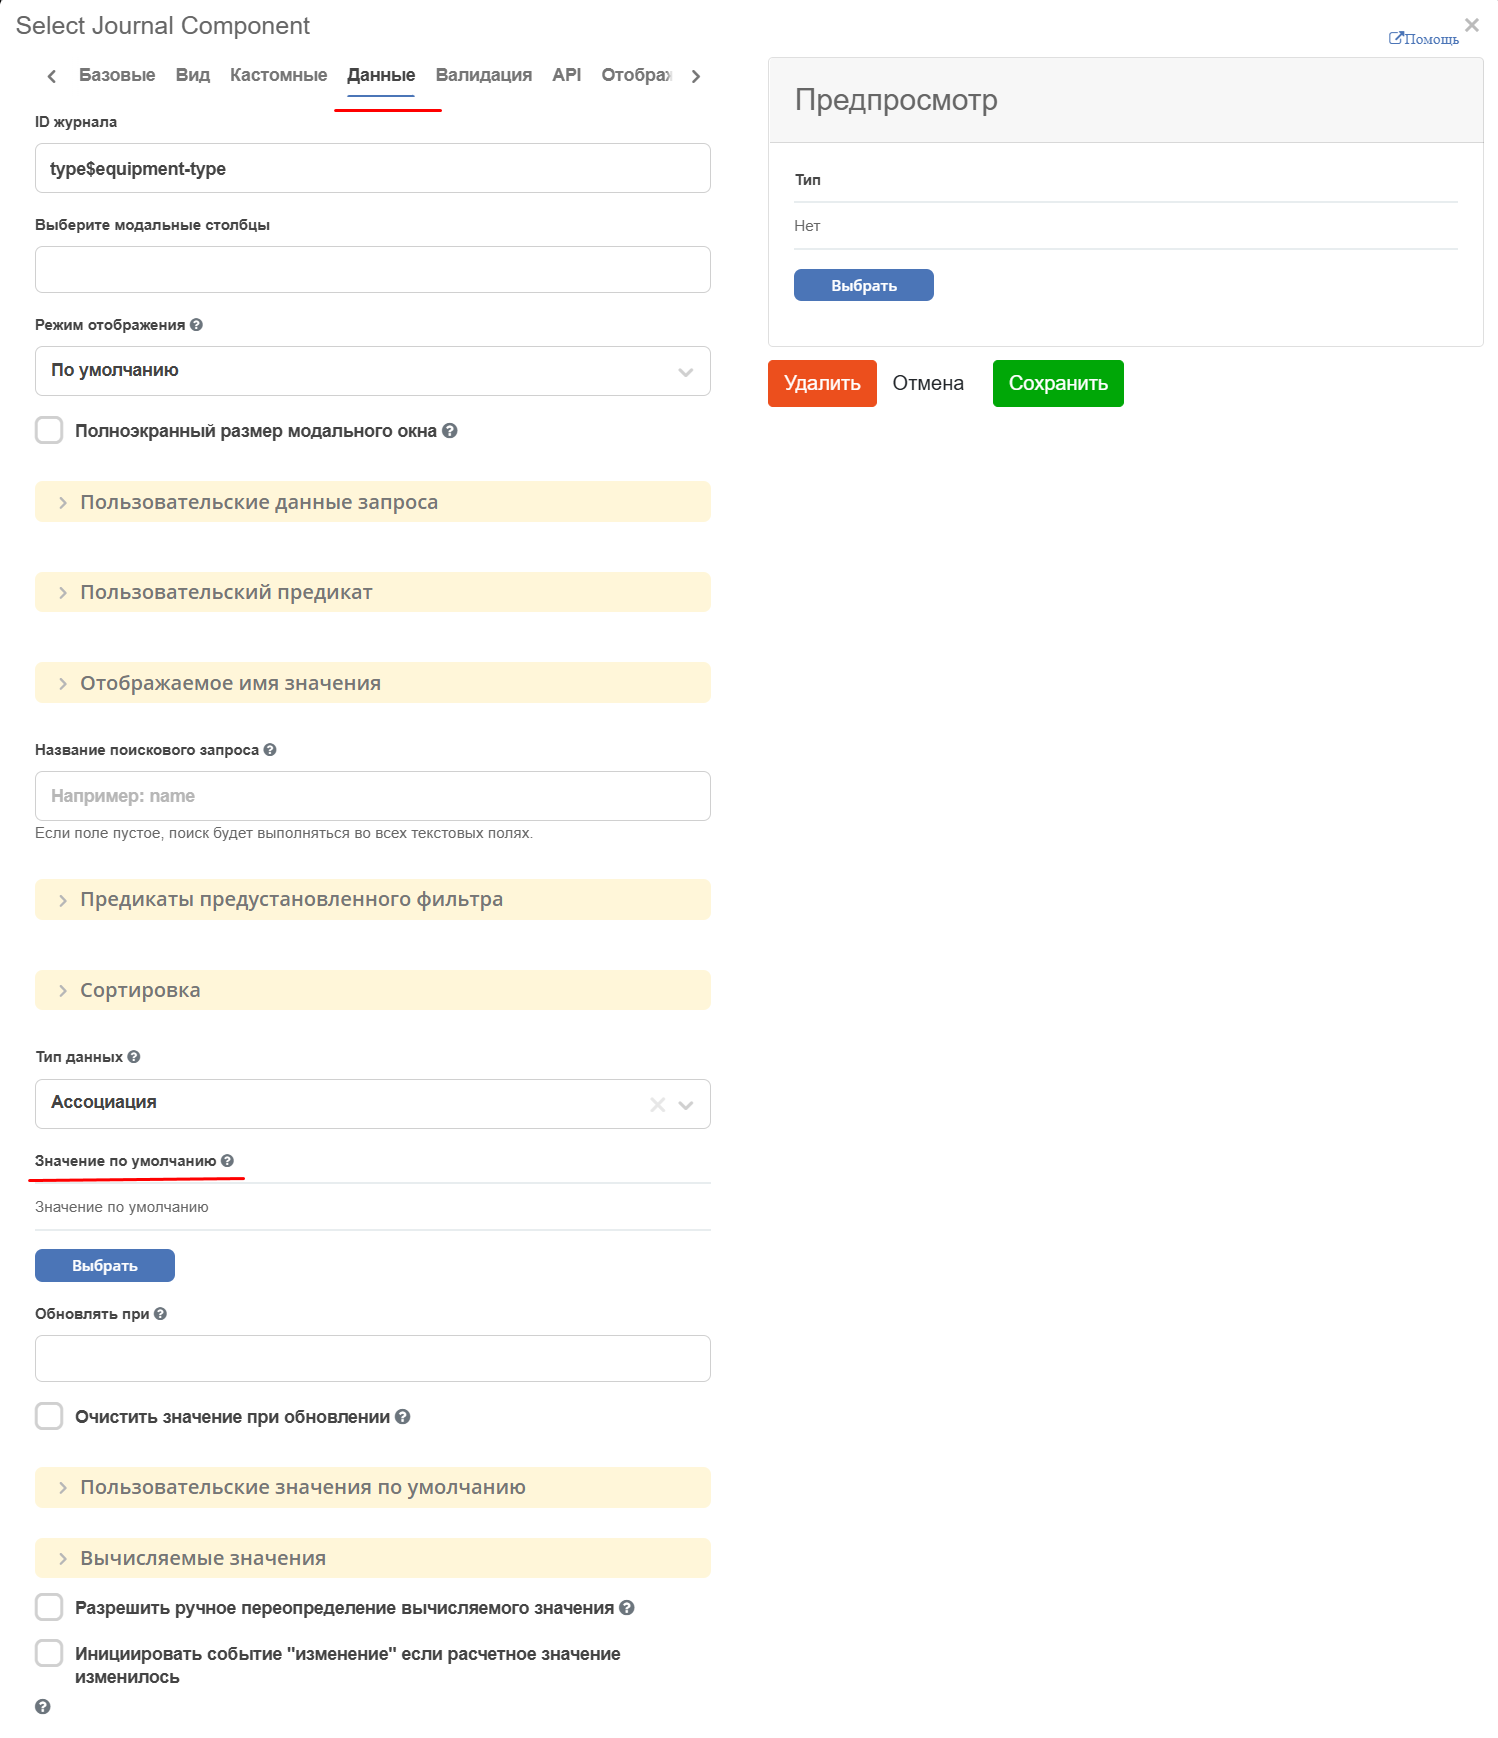 Select Journal Component
Помощь
Базовые Вид Кастомные Данные Валидация API
ID журнала
type$equipment-type
Выберите модальные столбцы
Режим отображения
По умолчанию
Полноэкранный размер модального окна
Пользовательские данные запроса
Пользовательский предикат
Отображаемое имя значения
Название поискового запроса
Например: name
Если поле пустое, поиск будет выполняться во всех текстовых полях.
Предикаты предустановленного фильтра
Сортировка
Тип данных
Ассоциация
Значение по умолчанию
Значение по умолчанию
Выбрать
Обновлять при
Очистить значение при обновлении
Пользовательские значения по умолчанию
Вычисляемые значения
Разрешить ручное переопределение вычисляемого значения
Инициировать событие "изменение" если расчетное значение
изменилось
Предпросмотр
Тип
Нет
Выбрать
Удалить Отмена Сохранить